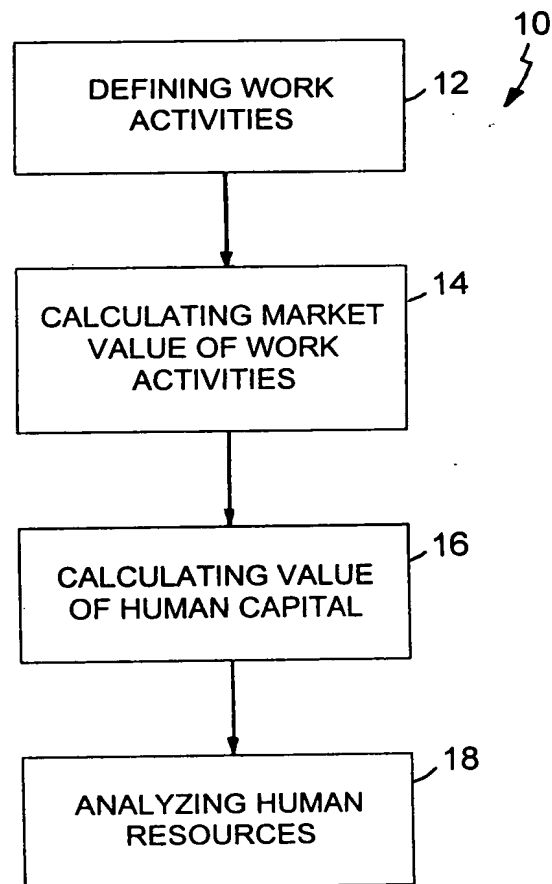 10
DEFINING WORK
ACTIVITIES
12
CALCULATING MARKET
VALUE OF WORK
ACTIVITIES
14
CALCULATING VALUE
OF HUMAN CAPITAL
16
ANALYZING HUMAN
RESOURCES
18